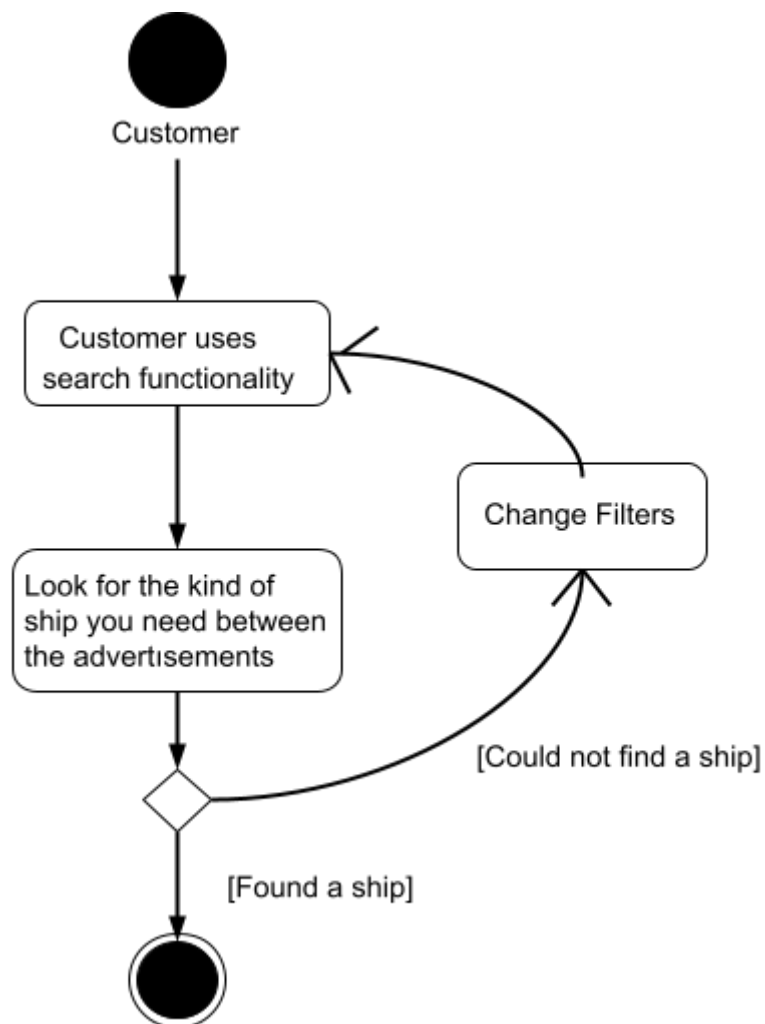 Customer
Customer uses
search functionality
Change Filters
Look for the kind of
ship you need between
the advertısements
[Could not find a ship]
[Found a ship]